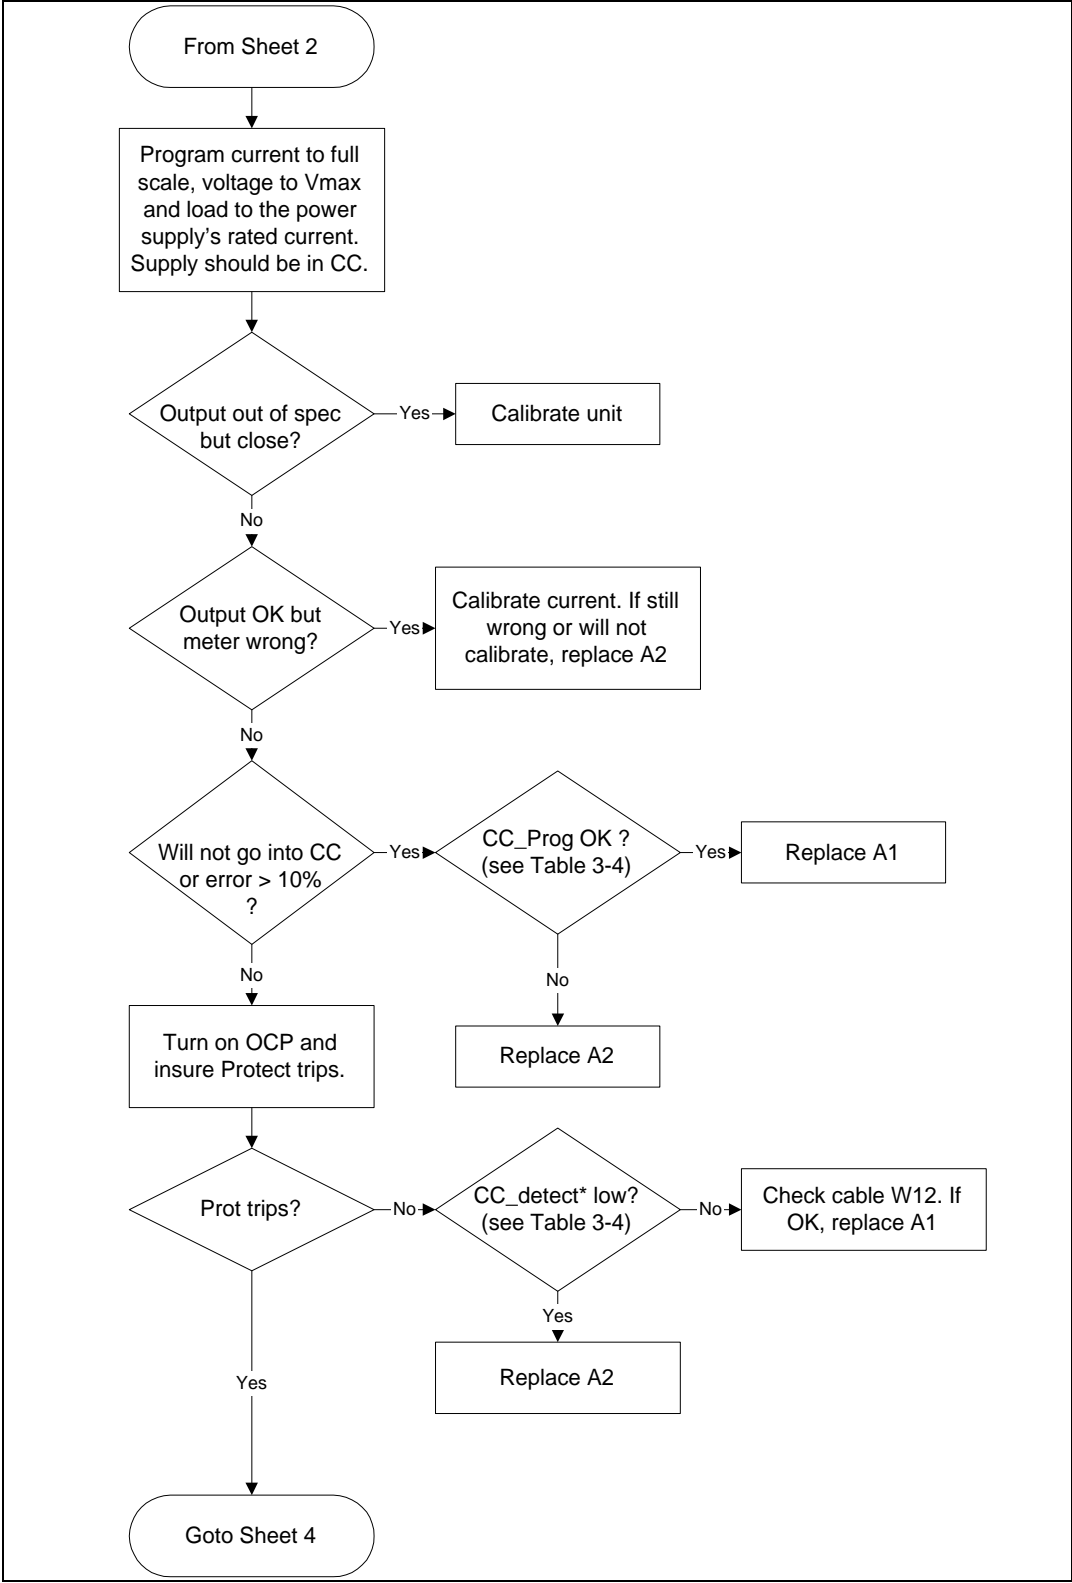 From Sheet 2
Program current to full
scale, voltage to Vmax
and load to the power
supply's rated current.
Supply should be in CC.
Output out of spec
but close?
Yes
Calibrate unit
No
Output OK but
meter wrong?
Yes
Calibrate current. If still
wrong or will not
calibrate, replace A2
No
Will not go into CC
or error > 10%
?
Yes
CC_Prog OK ?
(see Table 3-4)
Yes
Replace A1
No
Replace A2
No
Turn on OCP and
insure Protect trips.
Prot trips?
No
CC_detect* low?
(see Table 3-4)
No
Check cable W12. If
OK, replace A1
Yes
Replace A2
Yes
Goto Sheet 4